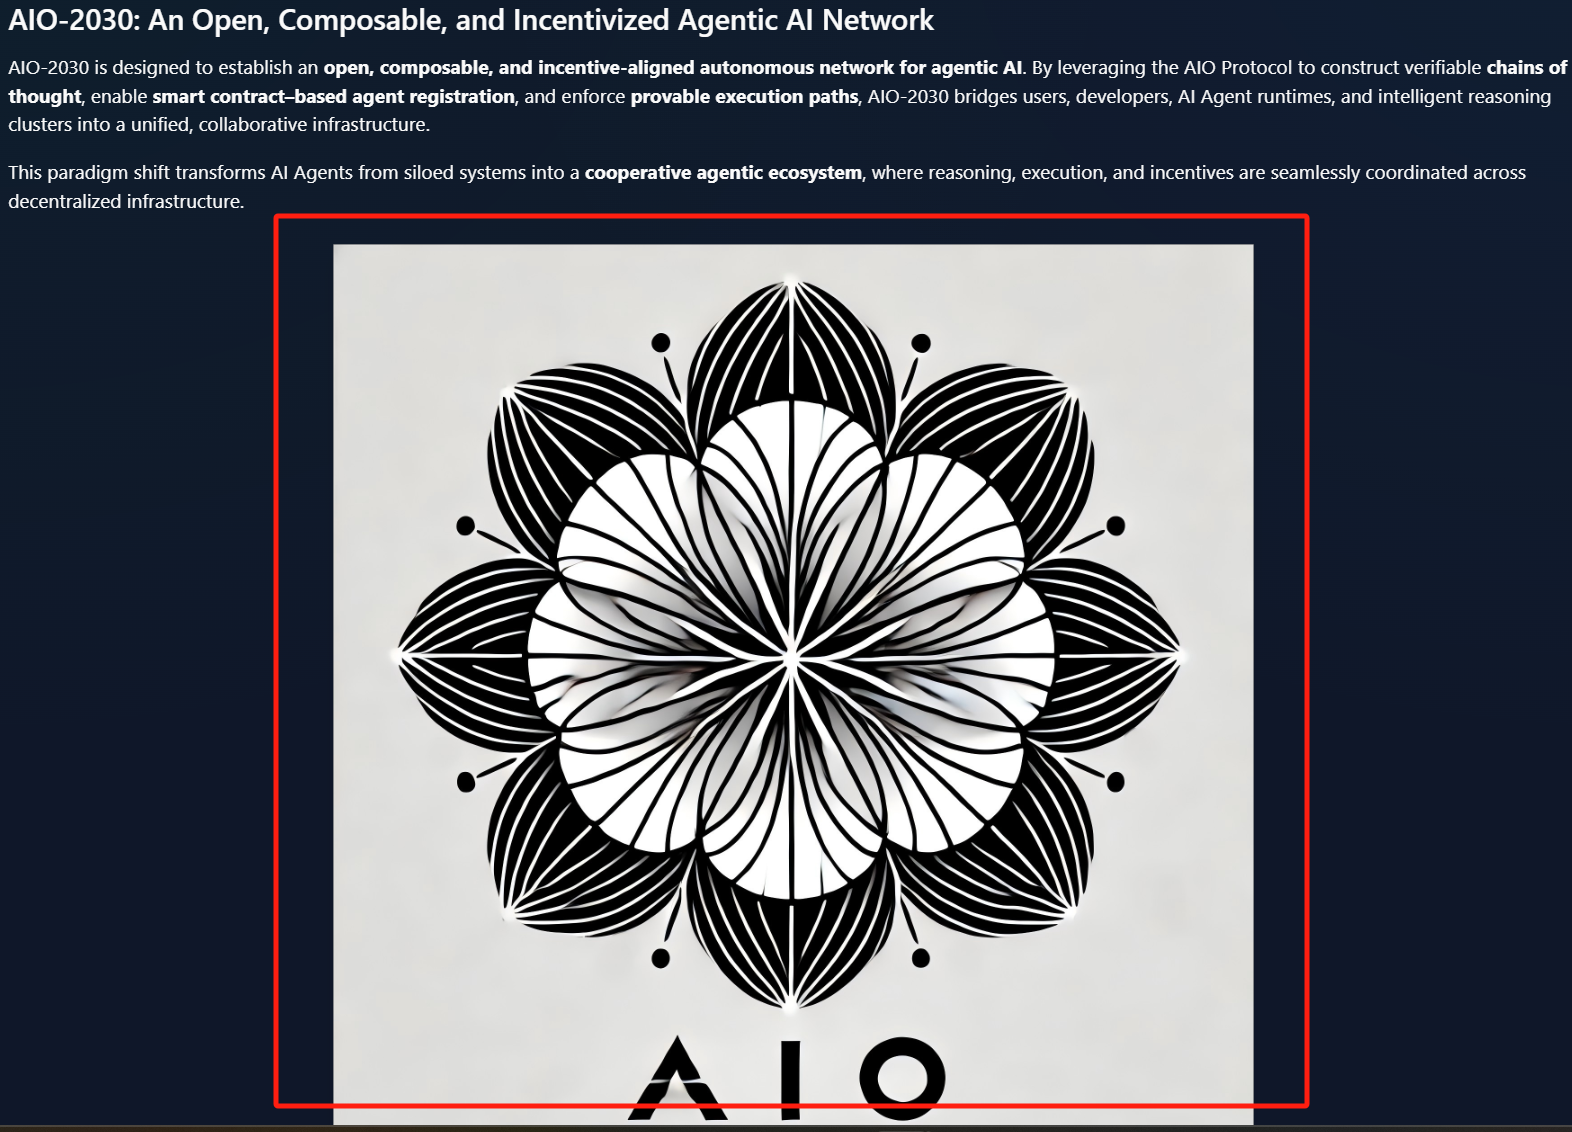 AIO-2030: An Open, Composable, and Incentivized Agentic AI Network
AIO-2030 is designed to establish an open, composable, and incentive-aligned autonomous network for agentic AI. By leveraging the AIO Protocol to construct verifiable chains of
thought, enable smart contract–based agent registration, and enforce provable execution paths, AIO-2030 bridges users, developers, AI Agent runtimes, and intelligent reasoning
clusters into a unified, collaborative infrastructure.
This paradigm shift transforms AI Agents from siloed systems into a cooperative agentic ecosystem, where reasoning, execution, and incentives are seamlessly coordinated across
decentralized infrastructure.
AIO